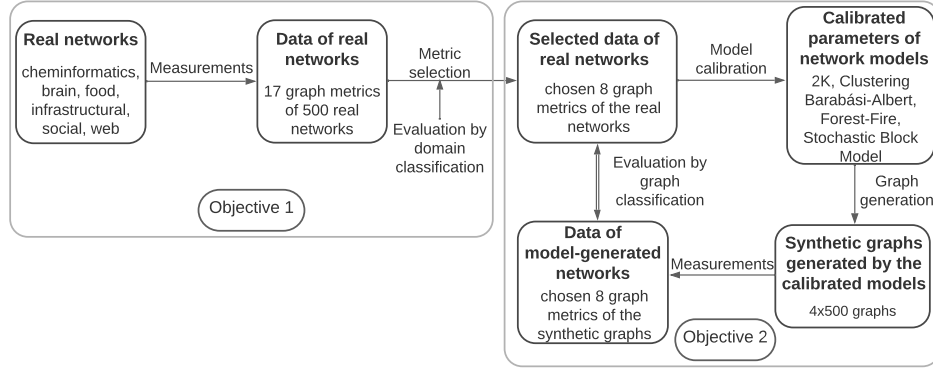 Real networks
cheminformatics,
brain, food,
infrastructural,
social, web
Measurements
Data of real
networks
17 graph metrics
of 500 real
networks
Metric
selection
Evaluation by
domain
classification
Objective 1
Selected data of
real networks
chosen 8 graph
metrics of the real
networks
Model
calibration
Calibrated
parameters of
network models
2K, Clustering
Barabási-Albert,
Forest-Fire,
Stochastic Block
Model
Evaluation by
graph
classification
Graph
generation
Data of
model-generated
networks
chosen 8 graph
metrics of the
synthetic graphs
Measurements
Synthetic graphs
generated by the
calibrated models
4x500 graphs
Objective 2